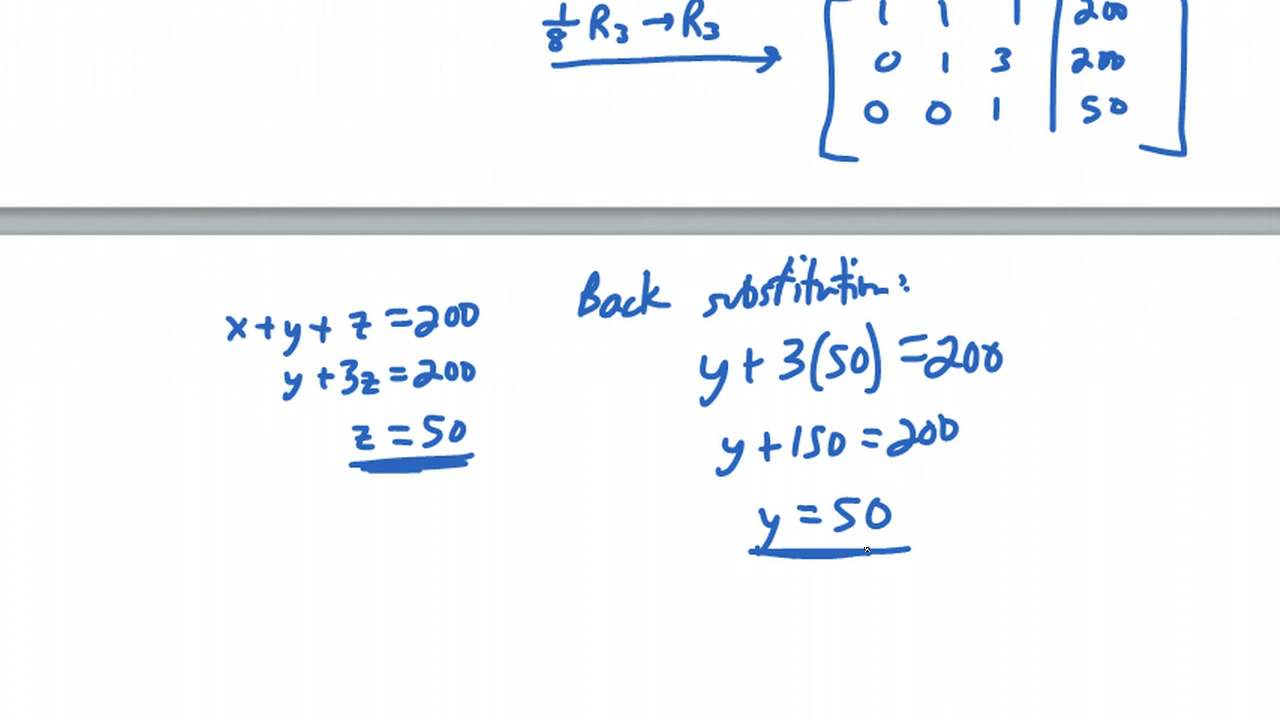 1/8 R₃ → R₃
1 1 1 | 200
0 1 3 | 200
0 0 1 | 50
x + y + z = 200
y + 3z = 200
z = 50
Back substitution:
y + 3(50) = 200
y + 150 = 200
y = 50